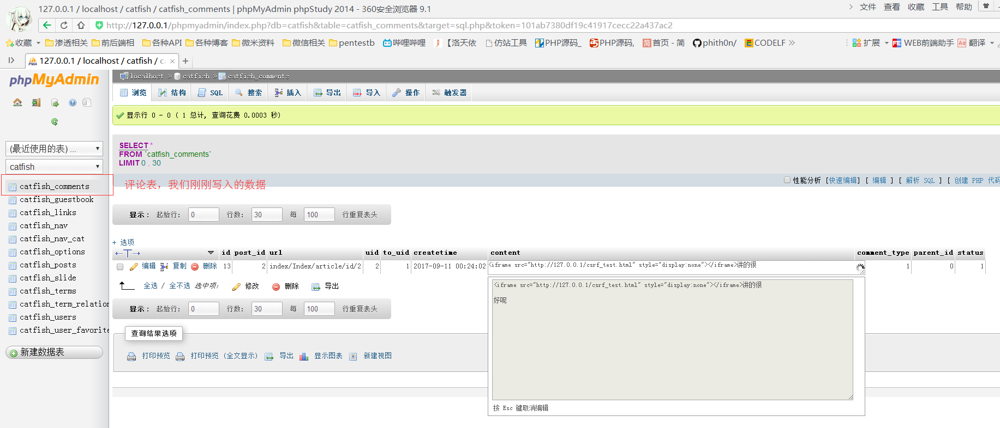 127.0.0.1 / localhost / catfish / catfish_comments | phpMyAdmin phpStudy 2014 - 360安全浏览器 9.1
文件 查看 收藏 工具 帮助
http://127.0.0.1/phpmyadmin/index.php?db=catfish&table=catfish_comments&target=sql.php&token=101ab7380df19c41917cecc22a437ac2
收藏 渗透相关 前后端相 各种API 各种博客 微米资料 微信相关 pentestb 哔哩哔哩 【洛天依 仿站工具 PHP源码_ PHP源码, 简 首页 - 简 phith0n/ CODELF » 扩展 WEB前端助手 翻译
PMA 127.0.0.1 / localhost / catfish / c × +
phpMyAdmin
localhost » catfish » catfish_comments
浏览 结构 SQL 搜索 插入 导出 导入 操作 触发器
显示行 0 - 0 ( 1 总计, 查询花费 0.0003 秒)
(最近使用的表) ...
catfish
SELECT *
FROM `catfish_comments`
LIMIT 0 , 30
性能分析 [快速编辑] [ 编辑 ] [ 解析 SQL ] [ 创建 PHP 代码
评论表，我们刚刚写入的数据
catfish_comments
catfish_guestbook
catfish_links
catfish_nav
catfish_nav_cat
catfish_options
catfish_posts
catfish_slide
catfish_terms
catfish_term_relation
catfish_users
catfish_user_favorite
新建数据表
显示： 起始行： 0 行数： 30 每 100 行重复表头
+ 选项
←T→ id post_id url uid to_uid createtime content comment_type parent_id status
编辑 复制 删除 13 2 index/Index/article/id/2 2 1 2017-09-11 00:24:02 <iframe src="http://127.0.0.1/csrf_test.html" style="display:none"></iframe>讲的很 1 0 1
<iframe src="http://127.0.0.1/csrf_test.html" style="display:none"></iframe>讲的很
好呢
按 Esc 键取消编辑
全选 / 全不选 选中项: 修改 删除 导出
显示： 起始行： 0 行数： 30 每 100 行重复表头
查询结果选项
打印预览 打印预览 (全文显示) 导出 显示图表 新建视图